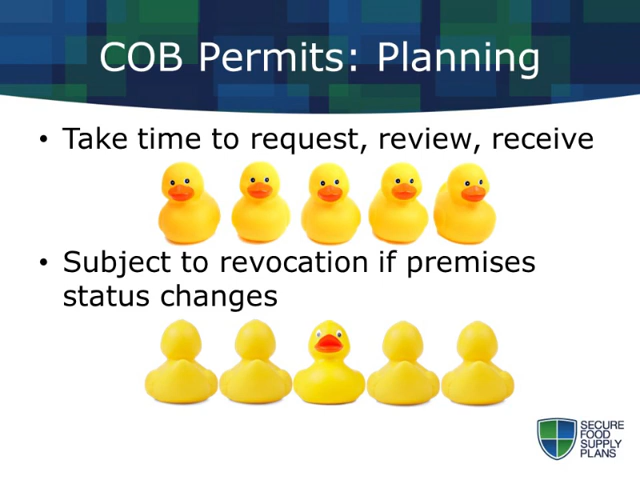 COB Permits: Planning
• Take time to request, review, receive
• Subject to revocation if premises
status changes
SECURE
FOOD
SUPPLY
PLANS